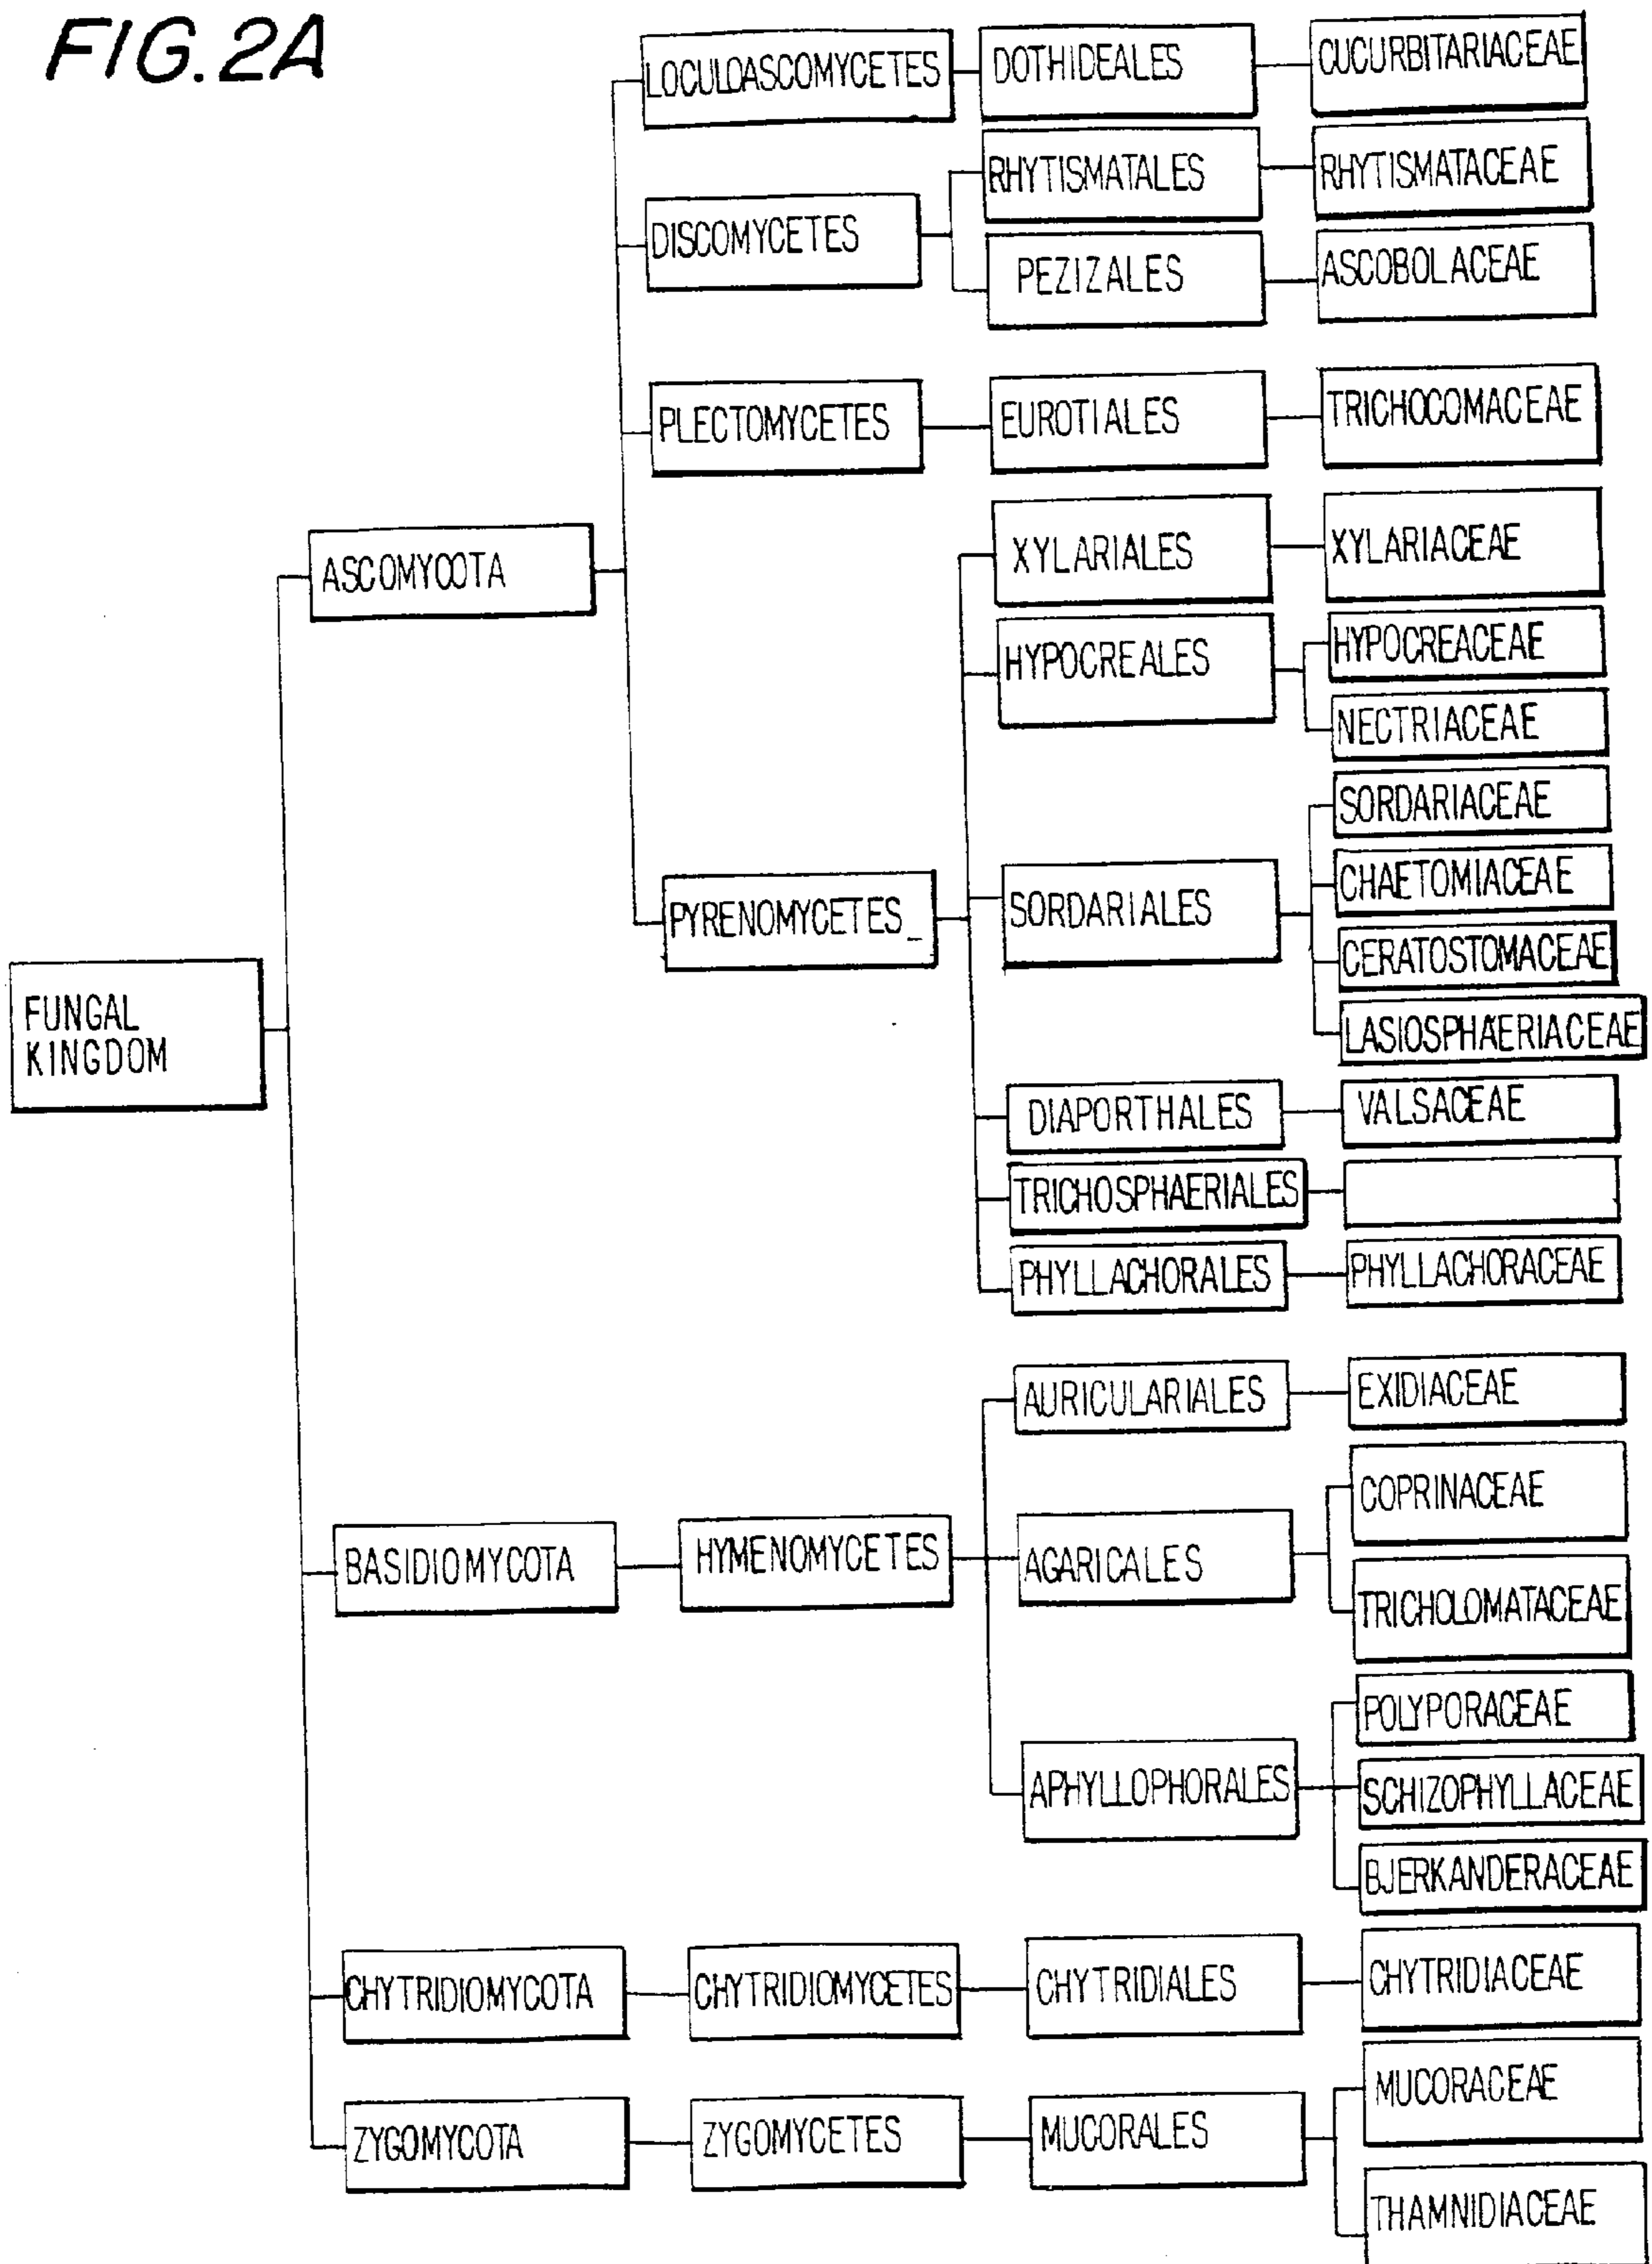 FIG. 2A
LOCULOASCOMYCETES
DOTHIDEALES
CUCURBITARIACEAE
DISCOMYCETES
RHYTISMATALES
RHYTISMATACEAE
PEZIZALES
ASCOBOLACEAE
PLECTOMYCETES
EUROTIALES
TRICHOCOMACEAE
ASCOMYCOTA
XYLARIALES
XYLARIACEAE
HYPOCREALES
HYPOCREACEAE
NECTRIACEAE
PYRENOMYCETES
SORDARIALES
SORDARIACEAE
CHAETOMIACEAE
CERATOSTOMACEAE
LASIOSPHAERIACEAE
FUNGAL
KINGDOM
DIAPORTHALES
VALSACEAE
TRICHOSPHAERIALES
PHYLLACHORALES
PHYLLACHORACEAE
AURICULARIALES
EXIDIACEAE
BASIDIOMYCOTA
HYMENOMYCETES
AGARICALES
COPRINACEAE
TRICHOLOMATACEAE
APHYLLOPHORALES
POLYPORACEAE
SCHIZOPHYLLACEAE
BJERKANDERACEAE
CHYTRIDIOMYCOTA
CHYTRIDIOMYCETES
CHYTRIDIALES
CHYTRIDIACEAE
ZYGOMYCOTA
ZYGOMYCETES
MUCORALES
MUCORACEAE
THAMNIDIACEAE